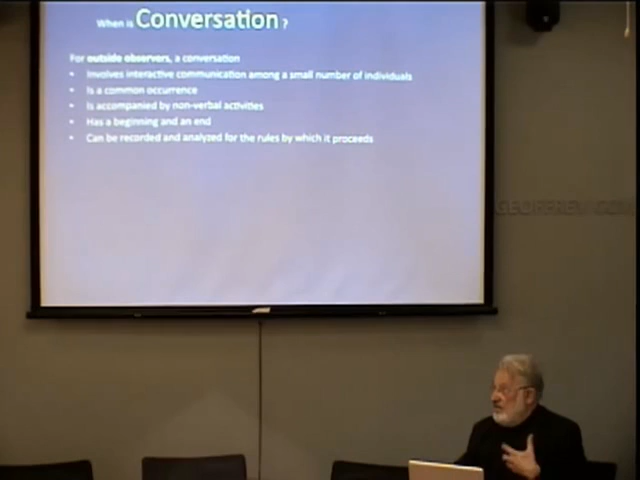 When is Conversation ?
For outside observers, a conversation
• Involves interactive communication among a small number of individuals
• Is a common occurrence
• Is accompanied by non-verbal activities
• Has a beginning and an end
• Can be recorded and analyzed for the rules by which it proceeds
GEOFFREY